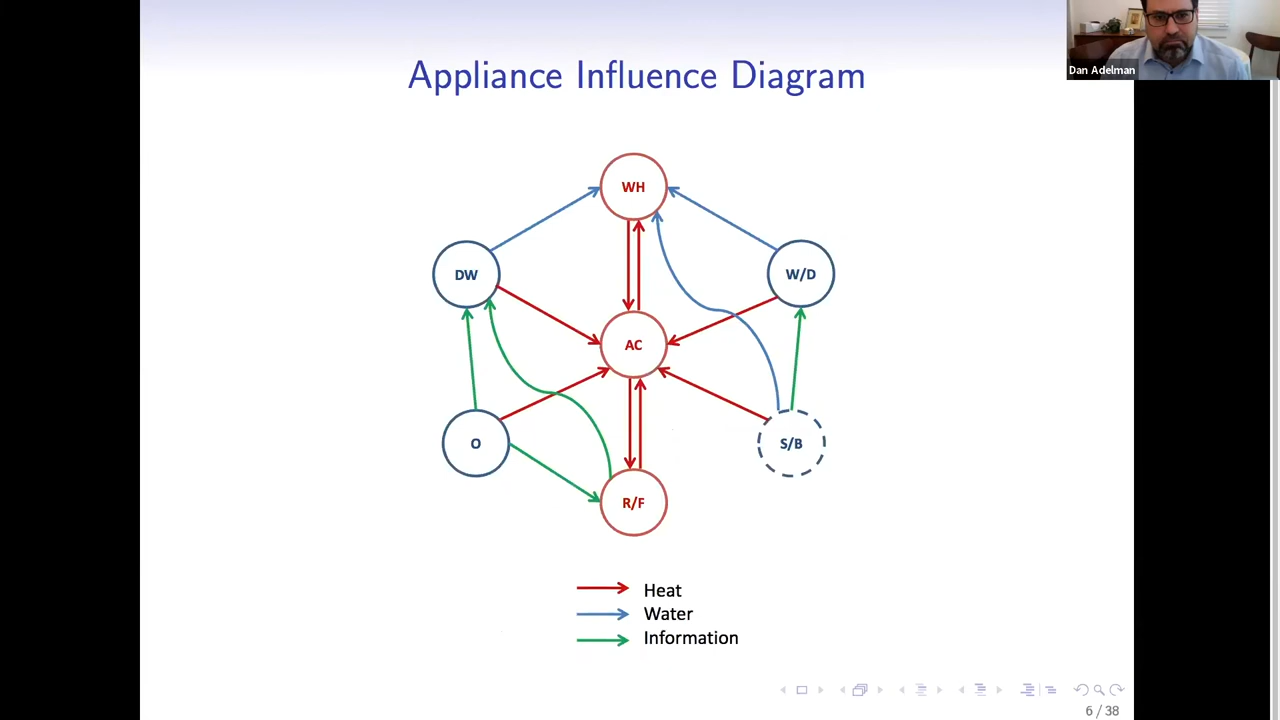 Dan Adelman
Appliance Influence Diagram
WH
DW
W/D
AC
O
S/B
R/F
Heat
Water
Information
6 / 38